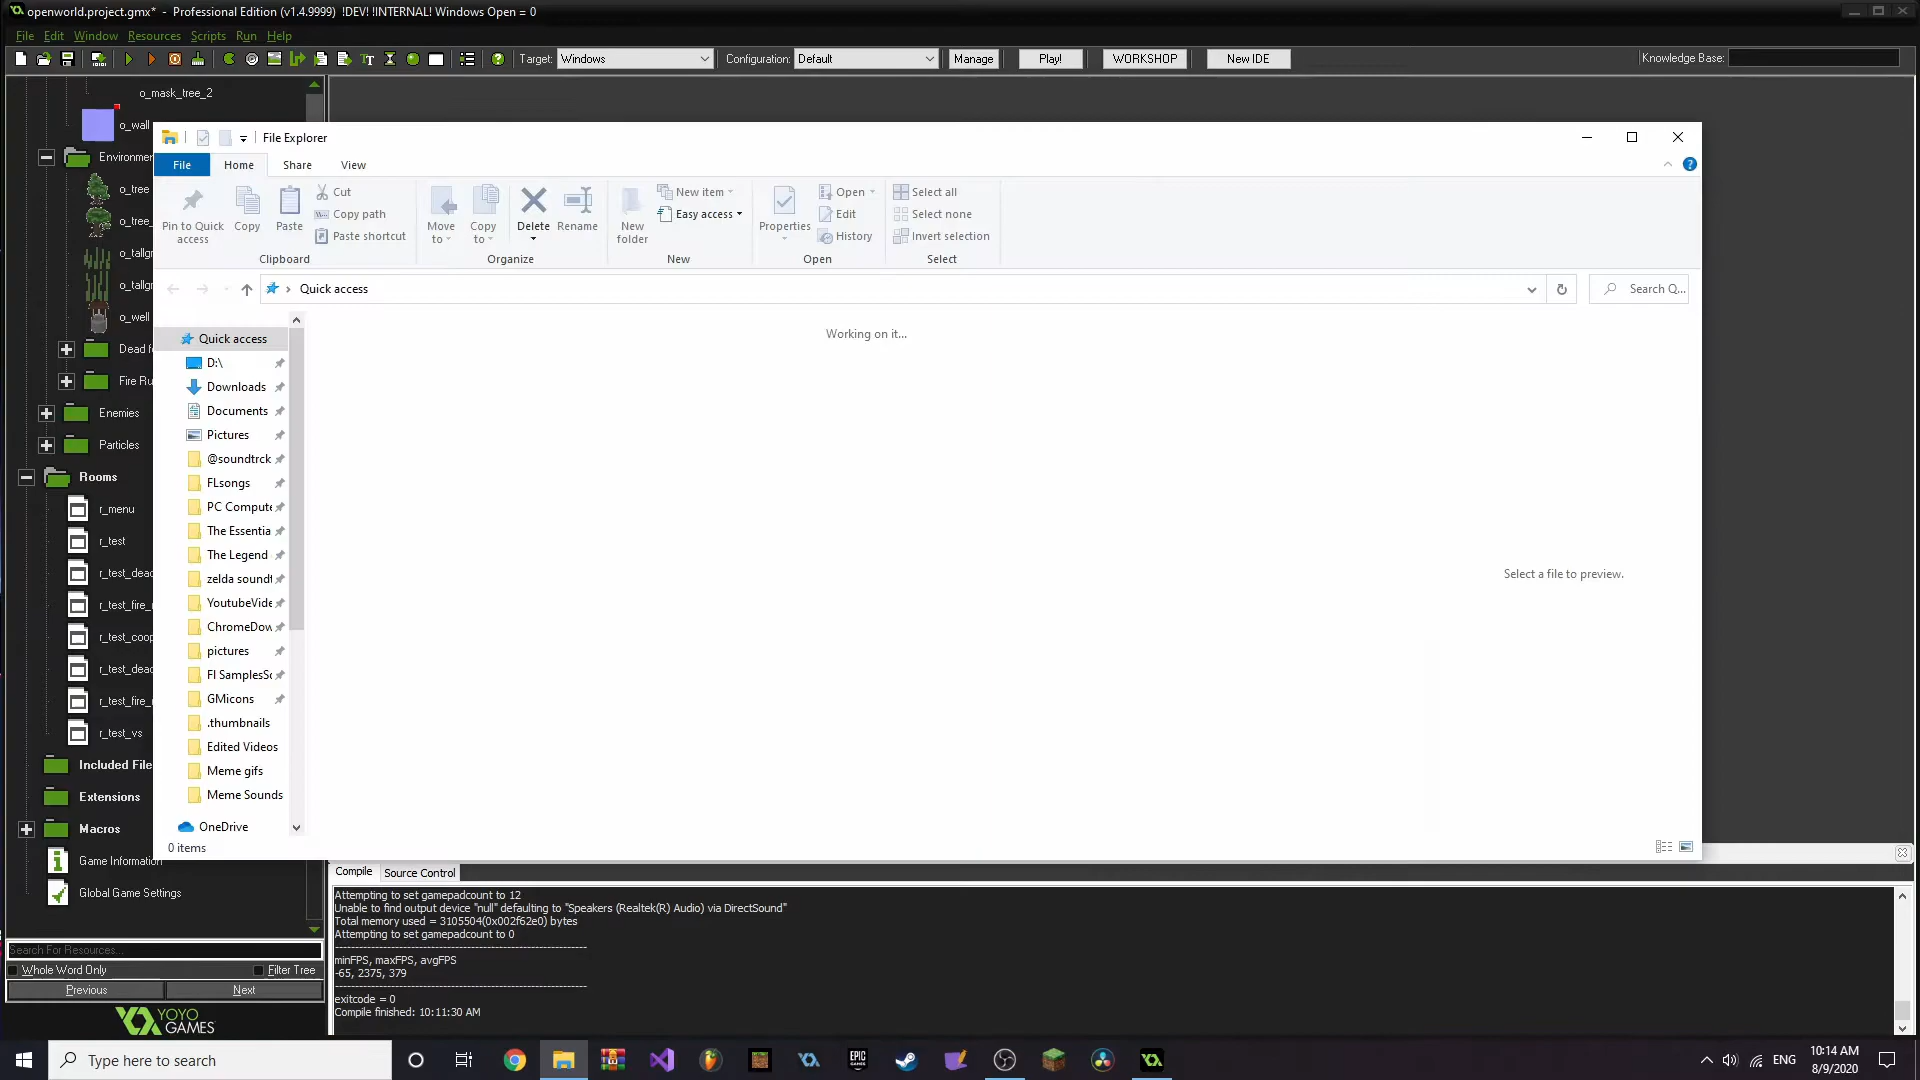 openworld.project.gmx* - Professional Edition (v1.4.9999) !DEV! !INTERNAL! Windows Open = 0
File Edit Window Resources Scripts Run Help
Target: Windows Configuration: Default Manage Play! WORKSHOP New IDE Knowledge Base:
o_mask_tree_2
o_wall
Environmen
o_tree
o_tree_
o_tallgr
o_tallgr
o_well
Dead f
Fire Ru
Enemies
Particles
Rooms
r_menu
r_test
r_test_dead
r_test_fire_
r_test_coop
r_test_dead
r_test_fire_
r_test_vs
Included File
Extensions
Macros
Game Information
Global Game Settings
Search For Resources...
Whole Word Only Filter Tree
Previous Next
YOYO
GAMES
File Explorer
File Home Share View
Pin to Quick access
Copy
Paste
Cut
Copy path
Paste shortcut
Clipboard
Move to
Copy to
Delete
Rename
Organize
New folder
New item
Easy access
New
Properties
Open
Edit
History
Open
Select all
Select none
Invert selection
Select
Quick access
Search Q...
Quick access
D:\
Downloads
Documents
Pictures
@soundtrck
FLsongs
PC Compute
The Essentia
The Legend
zelda soundt
YoutubeVide
ChromeDow
pictures
Fl SamplesSo
GMicons
.thumbnails
Edited Videos
Meme gifs
Meme Sounds
OneDrive
Working on it...
Select a file to preview.
0 items
Compile Source Control
Attempting to set gamepadcount to 12
Unable to find output device "null" defaulting to "Speakers (Realtek(R) Audio) via DirectSound"
Total memory used = 3105504(0x002f62e0) bytes
Attempting to set gamepadcount to 0
minFPS, maxFPS, avgFPS
-65, 2375, 379
exitcode = 0
Compile finished: 10:11:30 AM
Type here to search
EPIC
GAMES
ENG
10:14 AM
8/9/2020